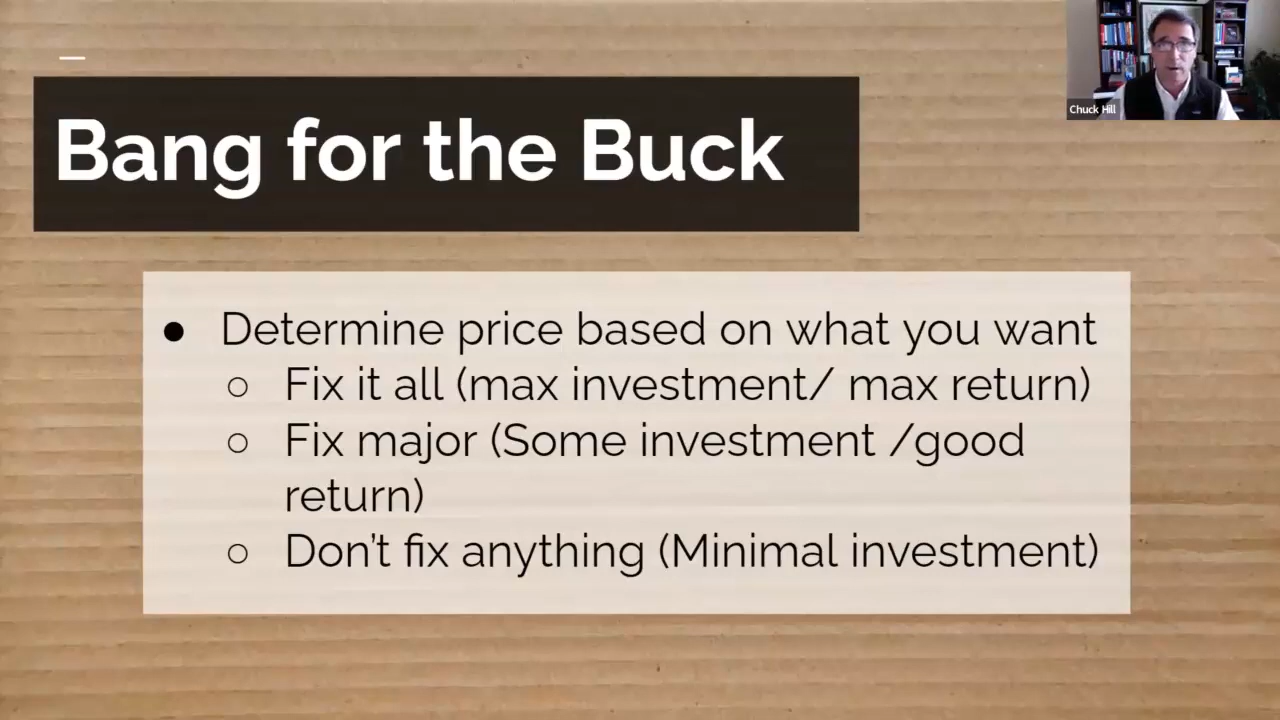 Chuck Hill
Bang for the Buck
● Determine price based on what you want
○ Fix it all (max investment/ max return)
○ Fix major (Some investment /good
return)
○ Don’t fix anything (Minimal investment)